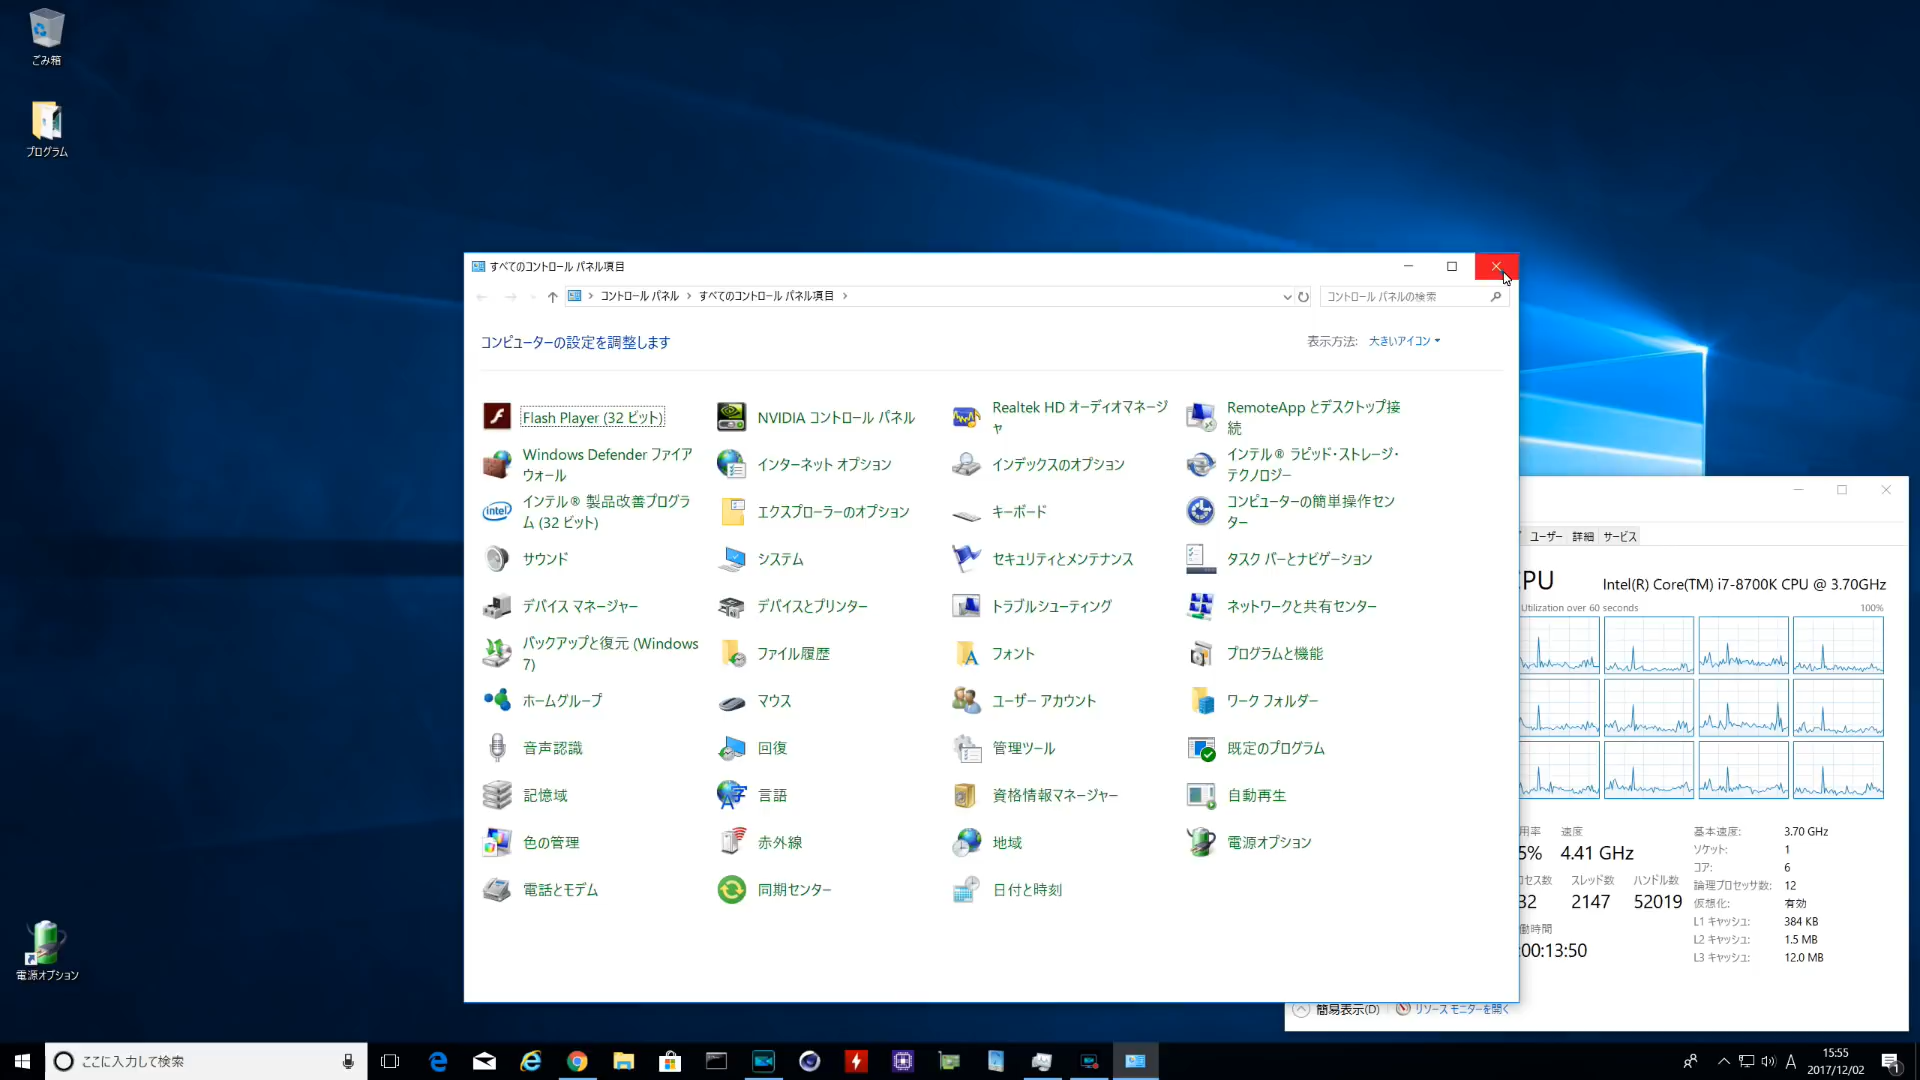 ごみ箱
プログラム
電源オプション
すべてのコントロール パネル項目
コントロール パネル
すべてのコントロール パネル項目
コントロール パネルの検索
コンピューターの設定を調整します
表示方法: 大きいアイコン
Flash Player (32 ビット)
NVIDIA コントロール パネル
Realtek HD オーディオマネージ
ャ
RemoteApp とデスクトップ接
続
Windows Defender ファイア
ウォール
インターネット オプション
インデックスのオプション
インテル® ラピッド・ストレージ・
テクノロジー
インテル® 製品改善プログラ
ム (32 ビット)
エクスプローラーのオプション
キーボード
コンピューターの簡単操作セン
ター
サウンド
システム
セキュリティとメンテナンス
タスク バーとナビゲーション
デバイス マネージャー
デバイスとプリンター
トラブルシューティング
ネットワークと共有センター
バックアップと復元 (Windows
7)
ファイル履歴
フォント
プログラムと機能
ホームグループ
マウス
ユーザー アカウント
ワーク フォルダー
音声認識
回復
管理ツール
既定のプログラム
記憶域
言語
資格情報マネージャー
自動再生
色の管理
赤外線
地域
電源オプション
電話とモデム
同期センター
日付と時刻
intel
ユーザー 詳細 サービス
PU
Intel(R) Core(TM) i7-8700K CPU @ 3.70GHz
Utilization over 60 seconds
100%
用率 速度
5% 4.41 GHz
セス数 スレッド数 ハンドル数
32 2147 52019
働時間
:00:13:50
基本速度: 3.70 GHz
ソケット: 1
コア: 6
論理プロセッサ数: 12
仮想化: 有効
L1 キャッシュ: 384 KB
L2 キャッシュ: 1.5 MB
L3 キャッシュ: 12.0 MB
簡易表示(D)
リソース モニターを開く
ここに入力して検索
A
15:55
2017/12/02
1